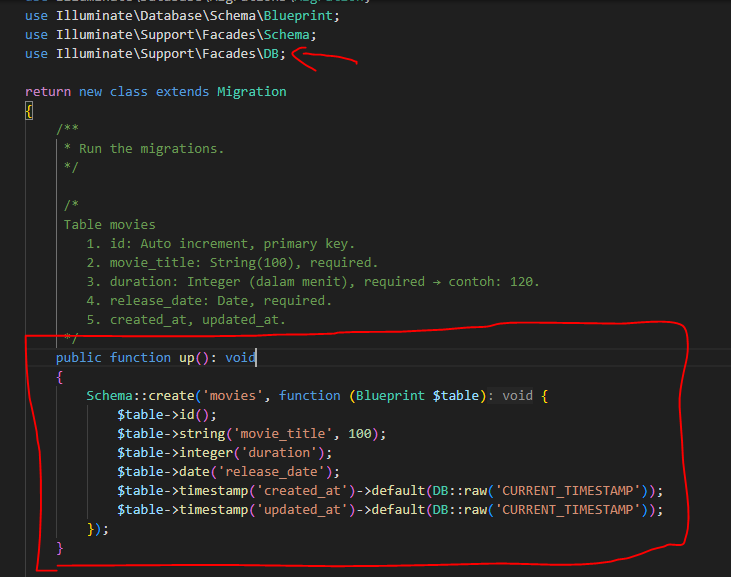 use Illuminate\Database\Schema\Blueprint;
use Illuminate\Support\Facades\Schema;
use Illuminate\Support\Facades\DB;
return new class extends Migration
{
/**
* Run the migrations.
*/
/*
Table movies
1. id: Auto increment, primary key.
2. movie_title: String(100), required.
3. duration: Integer (dalam menit), required → contoh: 120.
4. release_date: Date, required.
5. created_at, updated_at.
*/
public function up(): void
{
Schema::create('movies', function (Blueprint $table): void {
$table->id();
$table->string('movie_title', 100);
$table->integer('duration');
$table->date('release_date');
$table->timestamp('created_at')->default(DB::raw('CURRENT_TIMESTAMP'));
$table->timestamp('updated_at')->default(DB::raw('CURRENT_TIMESTAMP'));
});
}